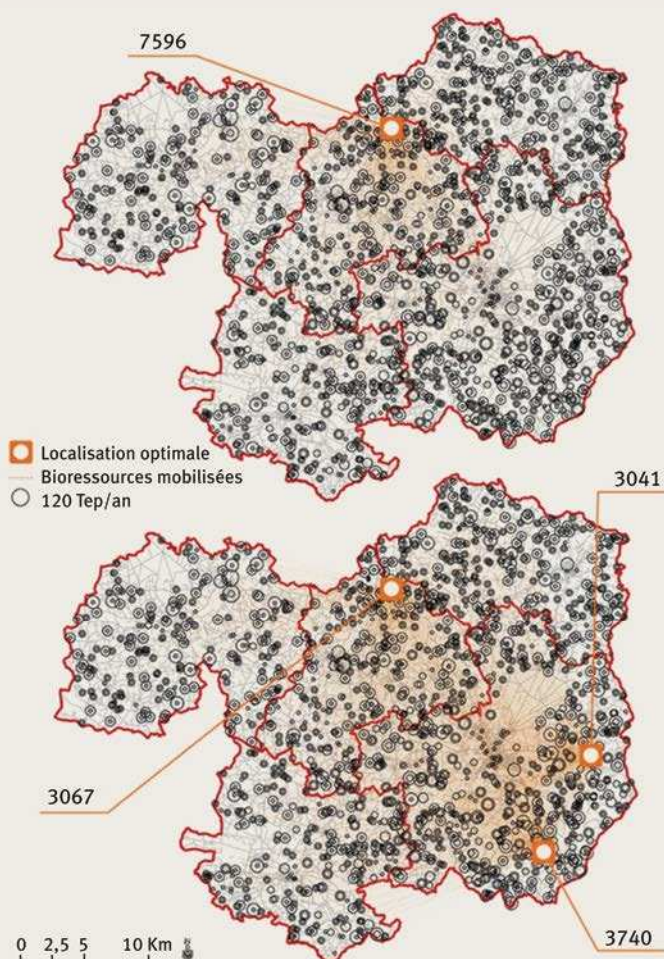 7596
Localisation optimale
Bioressources mobilisées
120 Tep/an
3041
3067
3740
0 2,5 5 10 Km